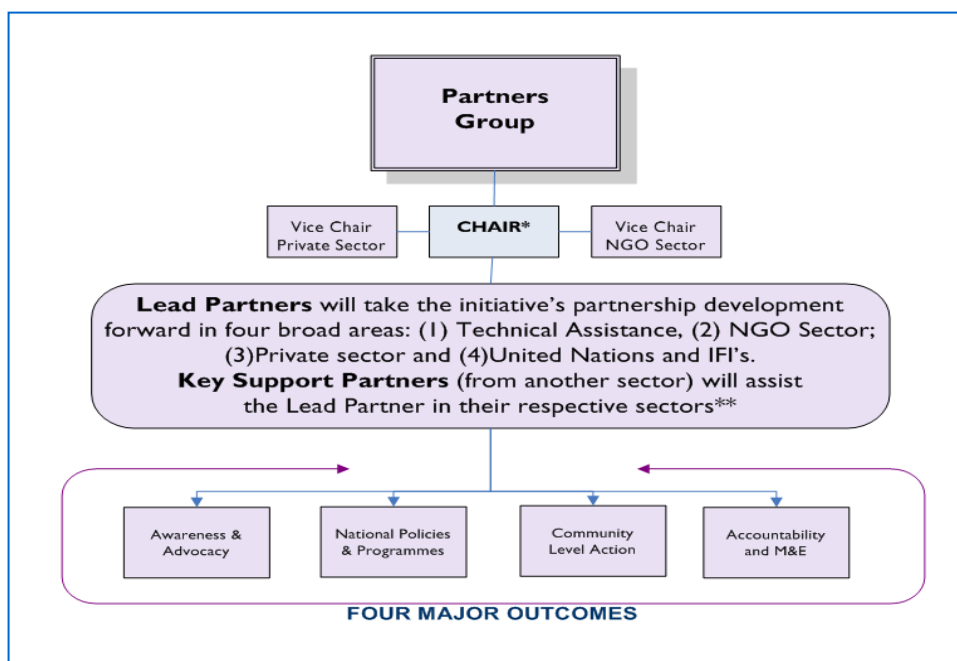 Partners
Group
Vice Chair
Private Sector
CHAIR*
Vice Chair
NGO Sector
Lead Partners will take the initiative’s partnership development
forward in four broad areas: (1) Technical Assistance, (2) NGO Sector;
(3)Private sector and (4)United Nations and IFI’s.
Key Support Partners (from another sector) will assist
the Lead Partner in their respective sectors**
Awareness &
Advocacy
National Policies
& Programmes
Community
Level Action
Accountability
and M&E
FOUR MAJOR OUTCOMES